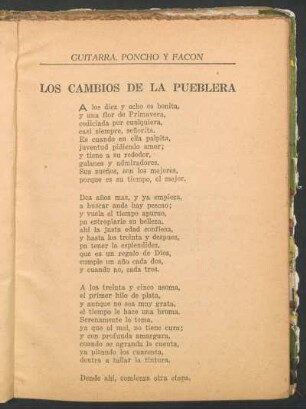 GUITARRA, PONCHO Y FACON
LOS CAMBIOS DE LA PUEBLERA
A los diez y ocho es bonita,
y una flor de Primavera,
codiciada por cualquiera,
casi siempre, señorita.
Es cuando en ella palpita,
juventud pidiendo amor;
y tiene a su rededor,
galanes y admiradores.
Sus sueños, son los mejores,
porque es su tiempo, el mejor.
Dos años mas, y ya empieza,
a buscar ande hay pesao;
y vuela el tiempo apurao,
pa estropiarle su belleza.
ahí la justa edad confiesa,
y hasta los treinta y después,
pa tener la esplendidez,
que es un regalo de Dios,
cumple un año cada dos,
y cuando no, cada tres.
A los treinta y cinco asoma,
el primer hilo de plata,
y aunque no sea muy grata,
el tiempo le hace una broma.
Serenamente la toma,
ya que el mal, no tiene cura;
y con profunda amargura,
cuando se agranda la cuenta,
ya pisando los cuarenta,
dentra a tallar la tintura.
Dende ahí, comienza otra etapa.